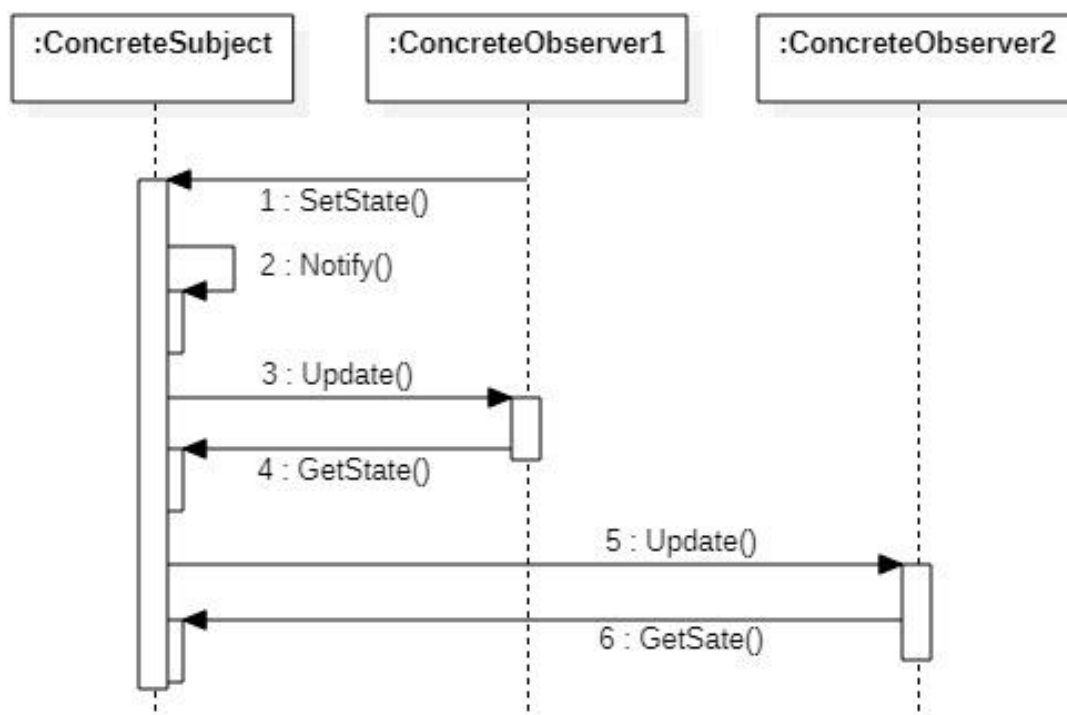 :ConcreteSubject
:ConcreteObserver1
:ConcreteObserver2
1 : SetState()
2 : Notify()
3 : Update()
4 : GetState()
5 : Update()
6 : GetSate()